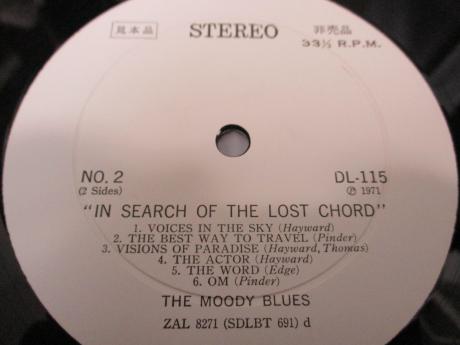 見本品 STEREO 非売品
33⅓ R.P.M.
NO. 2 DL-115
(2 Sides) Ⓟ 1971
"IN SEARCH OF THE LOST CHORD"
1. VOICES IN THE SKY (Hayward)
2. THE BEST WAY TO TRAVEL (Pinder)
3. VISIONS OF PARADISE (Hayward, Thomas)
4. THE ACTOR (Hayward)
5. THE WORD (Edge)
6. OM (Pinder)
THE MOODY BLUES
ZAL 8271 (SDLBT 691) d